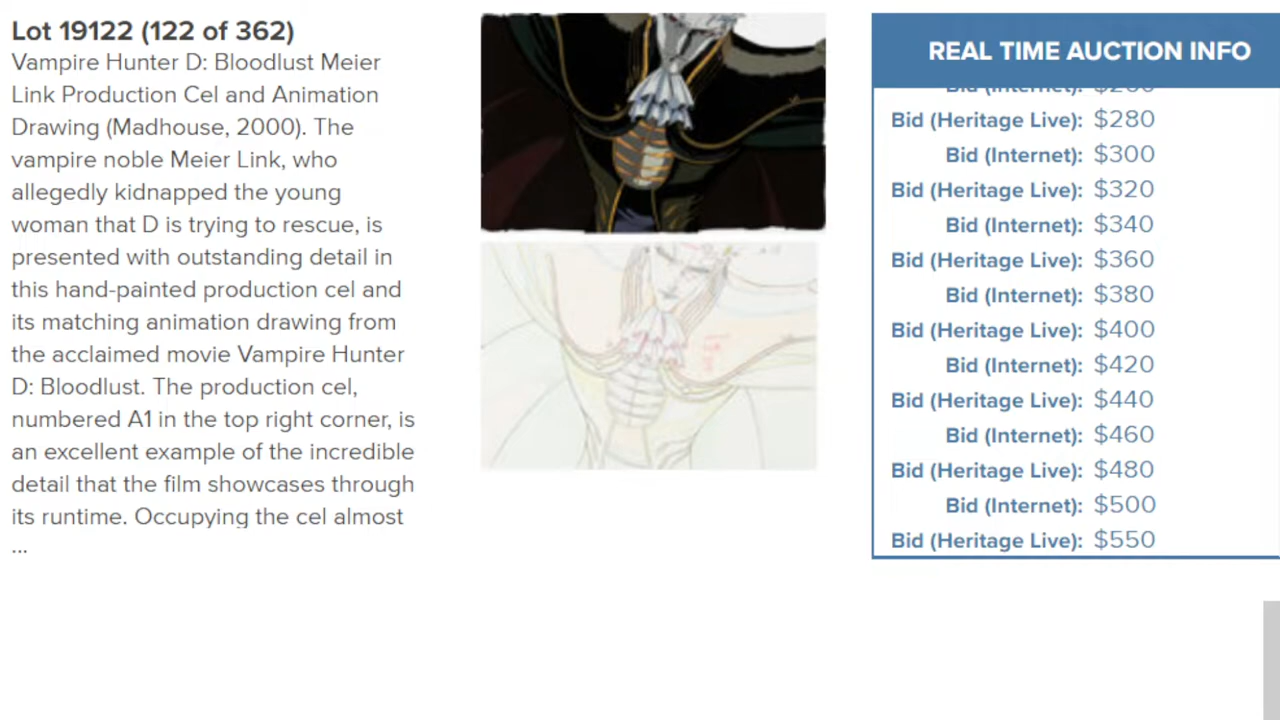 Lot 19122 (122 of 362)
Vampire Hunter D: Bloodlust Meier
Link Production Cel and Animation
Drawing (Madhouse, 2000). The
vampire noble Meier Link, who
allegedly kidnapped the young
woman that D is trying to rescue, is
presented with outstanding detail in
this hand-painted production cel and
its matching animation drawing from
the acclaimed movie Vampire Hunter
D: Bloodlust. The production cel,
numbered A1 in the top right corner, is
an excellent example of the incredible
detail that the film showcases through
its runtime. Occupying the cel almost
...
REAL TIME AUCTION INFO
Bid (Heritage Live): $280
Bid (Internet): $300
Bid (Heritage Live): $320
Bid (Internet): $340
Bid (Heritage Live): $360
Bid (Internet): $380
Bid (Heritage Live): $400
Bid (Internet): $420
Bid (Heritage Live): $440
Bid (Internet): $460
Bid (Heritage Live): $480
Bid (Internet): $500
Bid (Heritage Live): $550